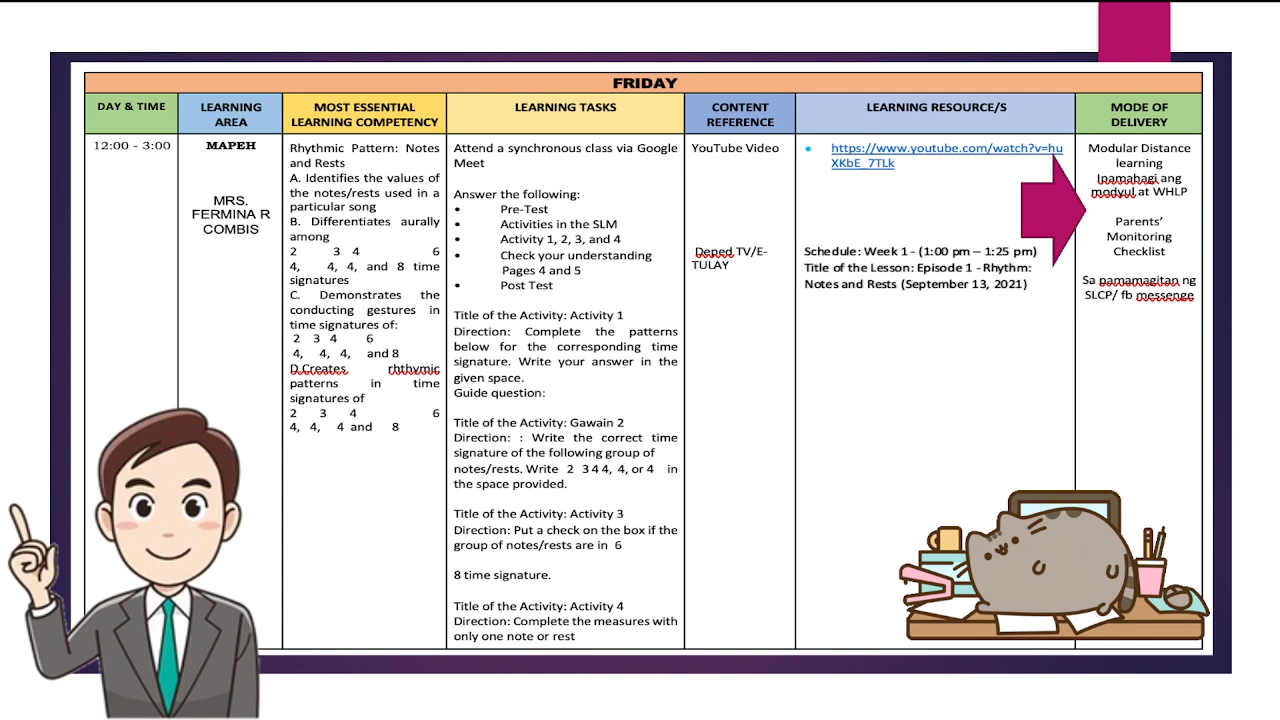 FRIDAY
DAY & TIME
LEARNING
AREA
MOST ESSENTIAL
LEARNING COMPETENCY
LEARNING TASKS
CONTENT
REFERENCE
LEARNING RESOURCE/S
MODE OF
DELIVERY
12:00 - 3:00
MAPEH
MRS.
FERMINA R
COMBIS
Rhythmic Pattern: Notes
and Rests
A. Identifies the values of
the notes/rests used in a
particular song
B. Differentiates aurally
among
2 3 4 6
4, 4, 4, and 8 time
signatures
C. Demonstrates the
conducting gestures in
time signatures of:
2 3 4 6
4, 4, 4, and 8
D.Creates rhthymic
patterns in time
signatures of
2 3 4 6
4, 4, 4 and 8
Attend a synchronous class via Google
Meet
Answer the following:
• Pre-Test
• Activities in the SLM
• Activity 1, 2, 3, and 4
• Check your understanding
Pages 4 and 5
• Post Test
Title of the Activity: Activity 1
Direction: Complete the patterns
below for the corresponding time
signature. Write your answer in the
given space.
Guide question:
Title of the Activity: Gawain 2
Direction: : Write the correct time
signature of the following group of
notes/rests. Write 2 3 4 4, 4, or 4 in
the space provided.
Title of the Activity: Activity 3
Direction: Put a check on the box if the
group of notes/rests are in 6
8 time signature.
Title of the Activity: Activity 4
Direction: Complete the measures with
only one note or rest
YouTube Video
Deped TV/E-
TULAY
• https://www.youtube.com/watch?v=hu
XKbE_7TLk
Schedule: Week 1 - (1:00 pm – 1:25 pm)
Title of the Lesson: Episode 1 - Rhythm:
Notes and Rests (September 13, 2021)
Modular Distance
learning
Ipamahagi ang
modyul at WHLP
Parents’
Monitoring
Checklist
Sa pamamagitan ng
SLCP/ fb messenge